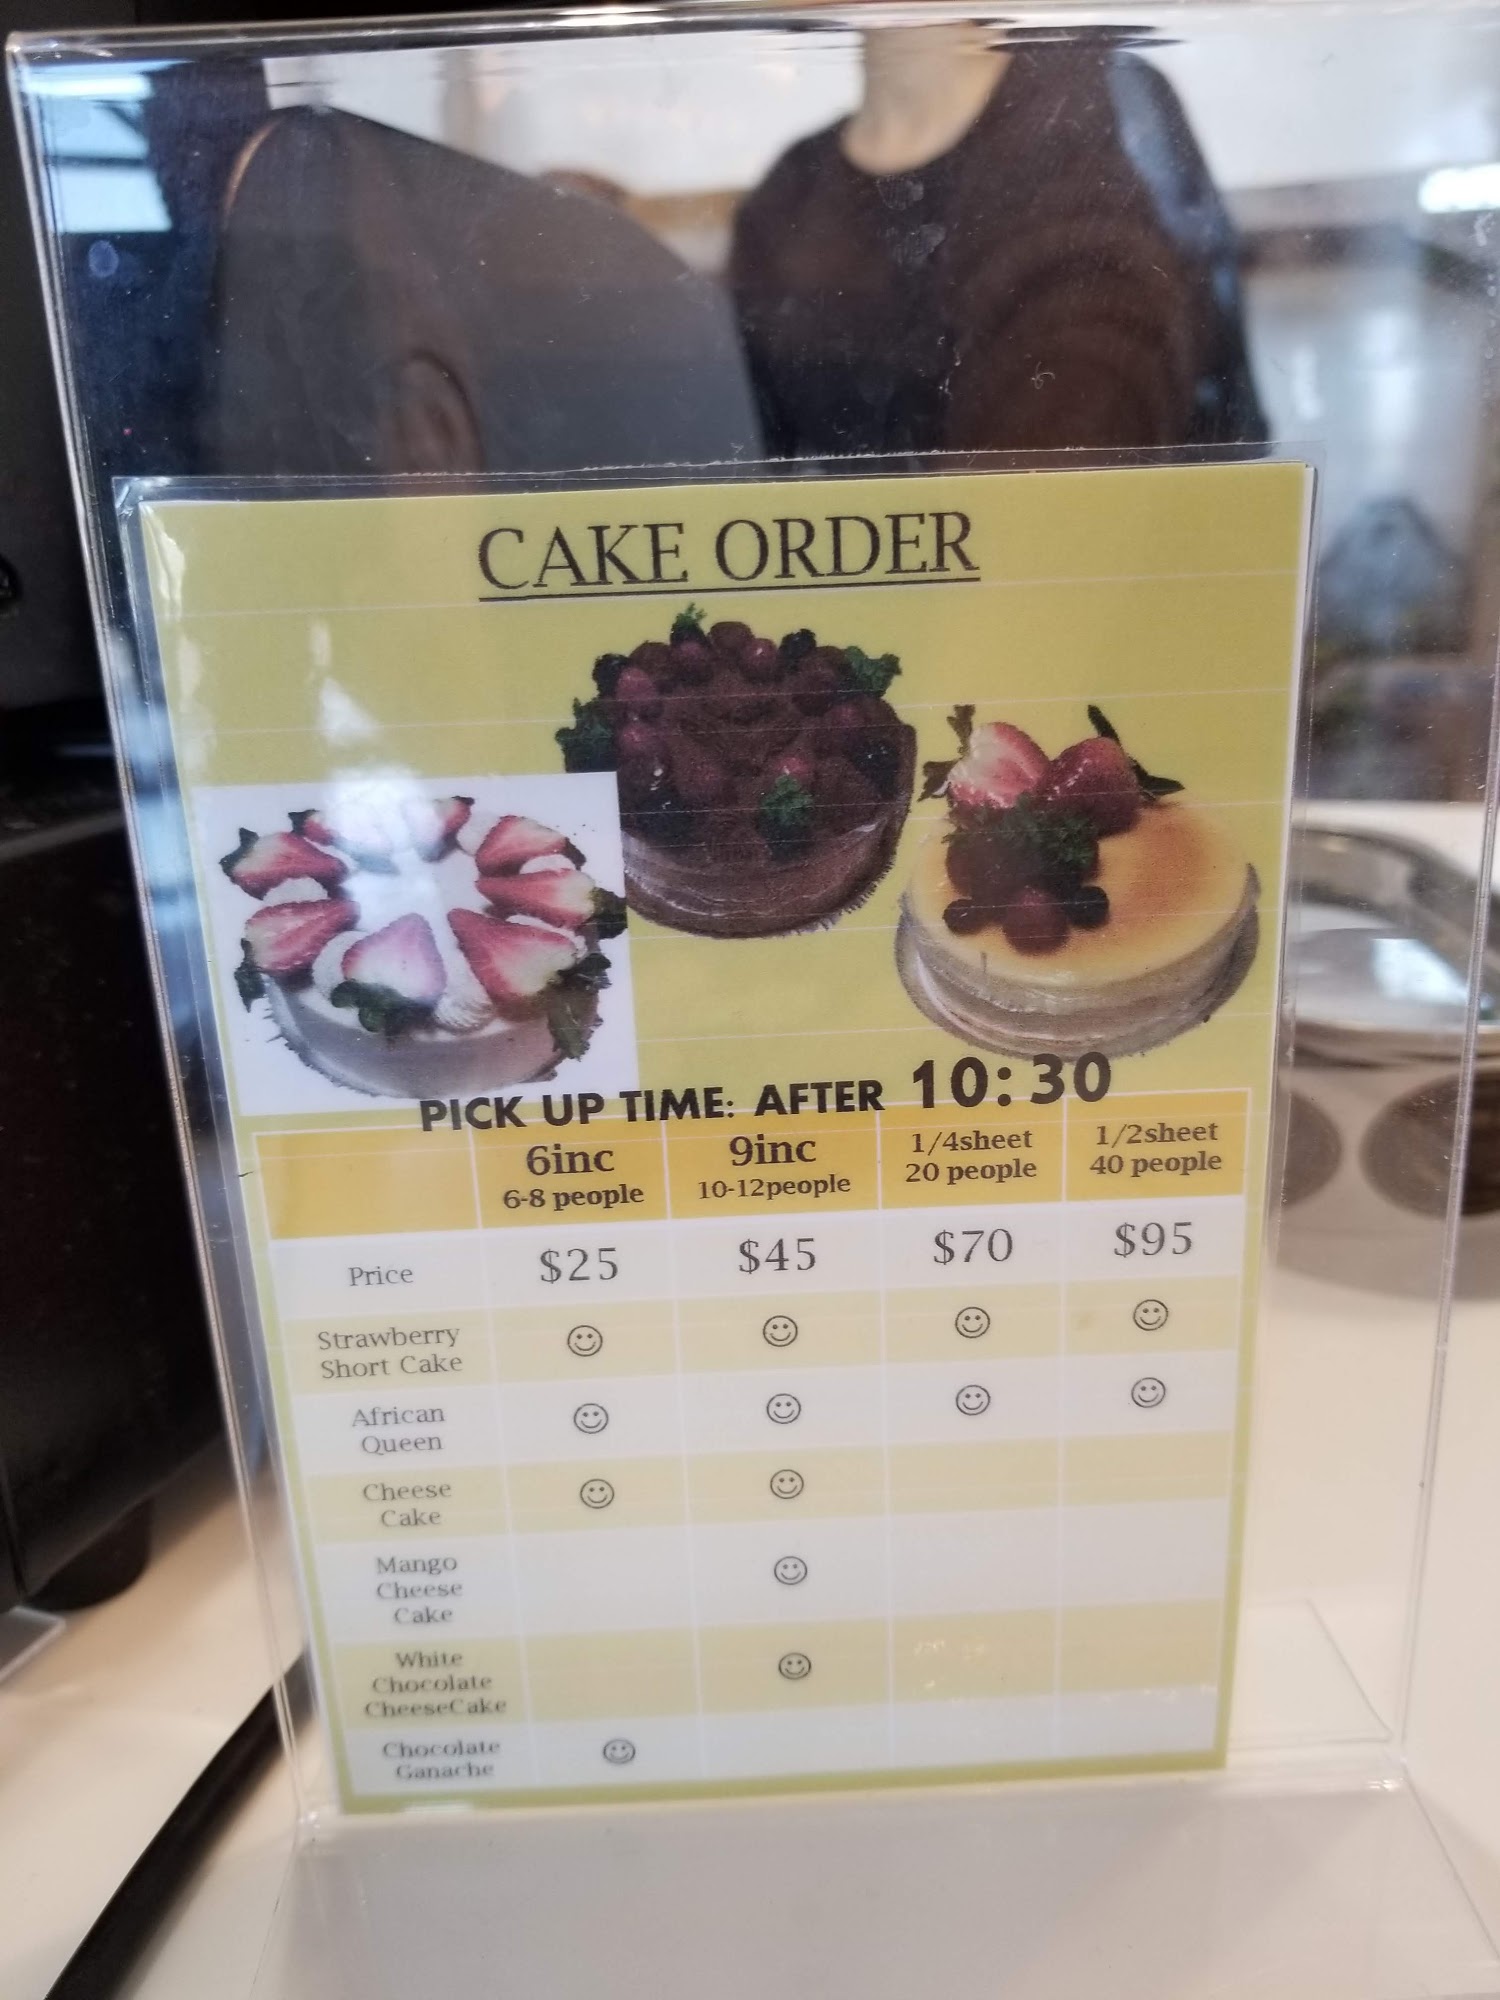 CAKE ORDER
PICK UP TIME: AFTER 10:30
6inc 9inc 1/4sheet 1/2sheet
6-8 people 10-12people 20 people 40 people
Price $25 $45 $70 $95
Strawberry
Short Cake ☺ ☺ ☺ ☺
African
Queen ☺ ☺ ☺ ☺
Cheese
Cake ☺ ☺
Mango
Cheese ☺
Cake
White
Chocolate ☺
CheeseCake
Chocolate
Ganache ☺